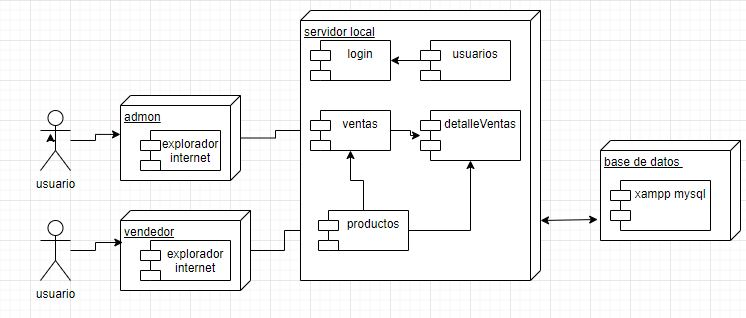 servidor local
login
usuarios
admon
explorador
internet
usuario
ventas
detalleVentas
base de datos
xampp mysql
vendedor
explorador
internet
usuario
productos